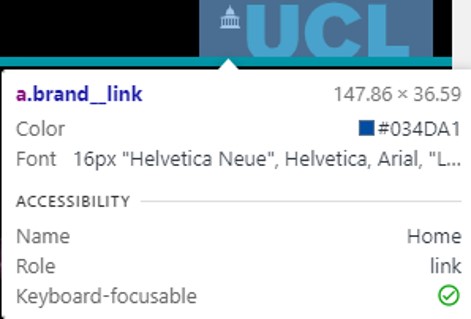 UCL
a.brand__link 147.86 × 36.59
Color #034DA1
Font 16px "Helvetica Neue", Helvetica, Arial, "L...
ACCESSIBILITY
Name Home
Role link
Keyboard-focusable